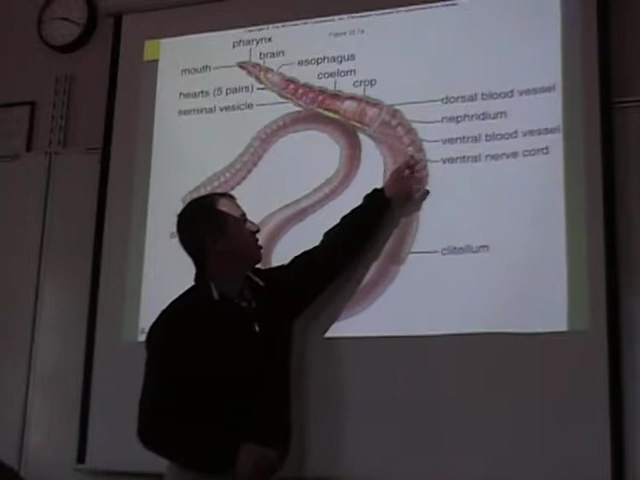 pharynx
brain
mouth
esophagus
coelom
hearts (5 pairs)
crop
seminal vesicle
dorsal blood vessel
nephridium
ventral blood vessel
ventral nerve cord
clitellum